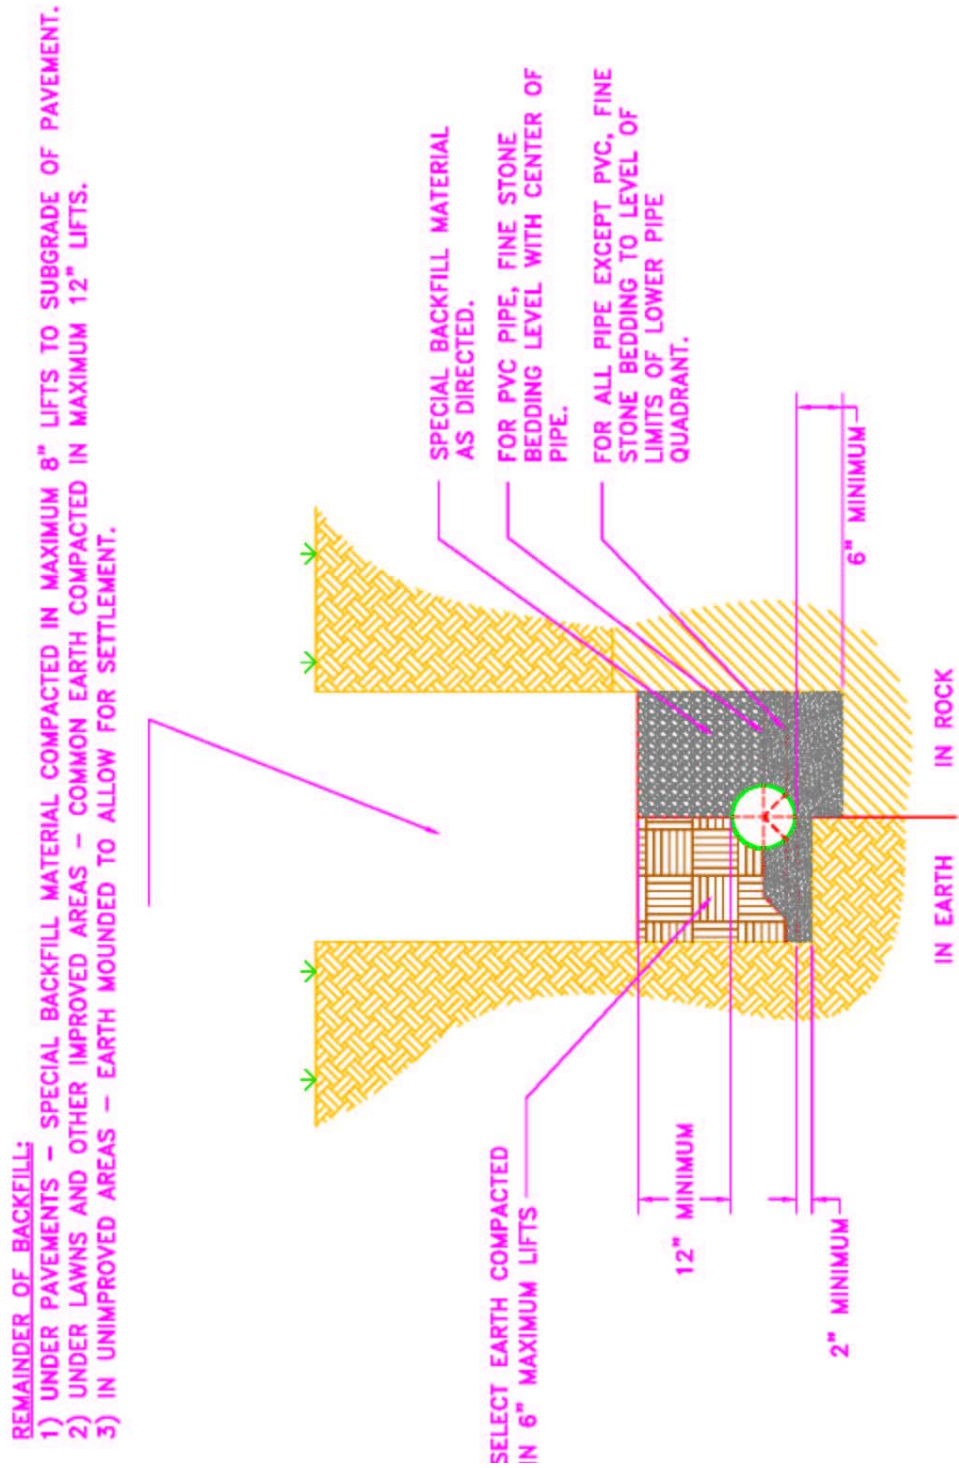 REMAINDER OF BACKFILL:
1) UNDER PAVEMENTS – SPECIAL BACKFILL MATERIAL COMPACTED IN MAXIMUM 8" LIFTS TO SUBGRADE OF PAVEMENT.
2) UNDER LAWNS AND OTHER IMPROVED AREAS – COMMON EARTH COMPACTED IN MAXIMUM 12" LIFTS.
3) IN UNIMPROVED AREAS – EARTH MOUNDED TO ALLOW FOR SETTLEMENT.
SPECIAL BACKFILL MATERIAL
AS DIRECTED.
FOR PVC PIPE, FINE STONE
BEDDING LEVEL WITH CENTER OF
PIPE.
FOR ALL PIPE EXCEPT PVC, FINE
STONE BEDDING TO LEVEL OF
LIMITS OF LOWER PIPE
QUADRANT.
SELECT EARTH COMPACTED
IN 6" MAXIMUM LIFTS
12" MINIMUM
2" MINIMUM
6" MINIMUM
IN EARTH
IN ROCK